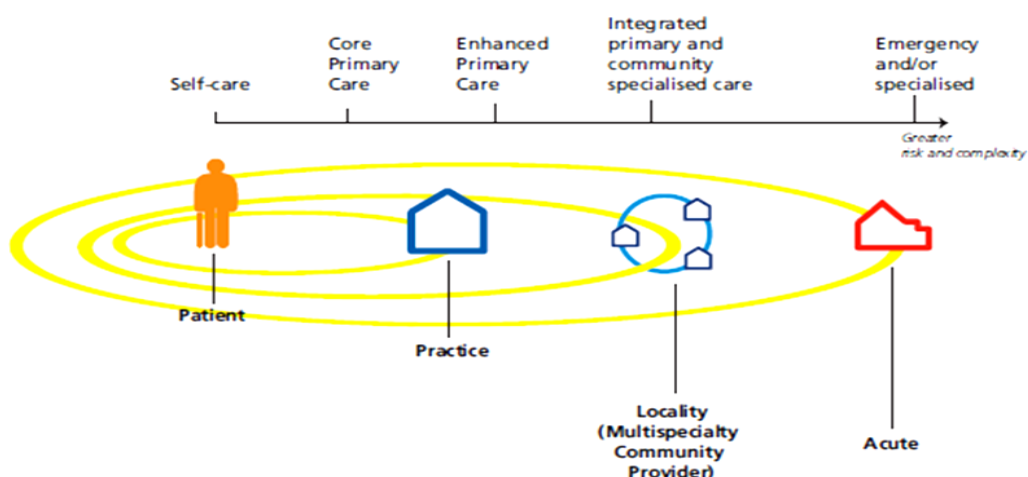 Self-care
Core
Primary
Care
Enhanced
Primary
Care
Integrated
primary and
community
specialised care
Emergency
and/or
specialised
Greater
risk and complexity
Patient
Practice
Locality
(Multispecialty
Community
Provider)
Acute